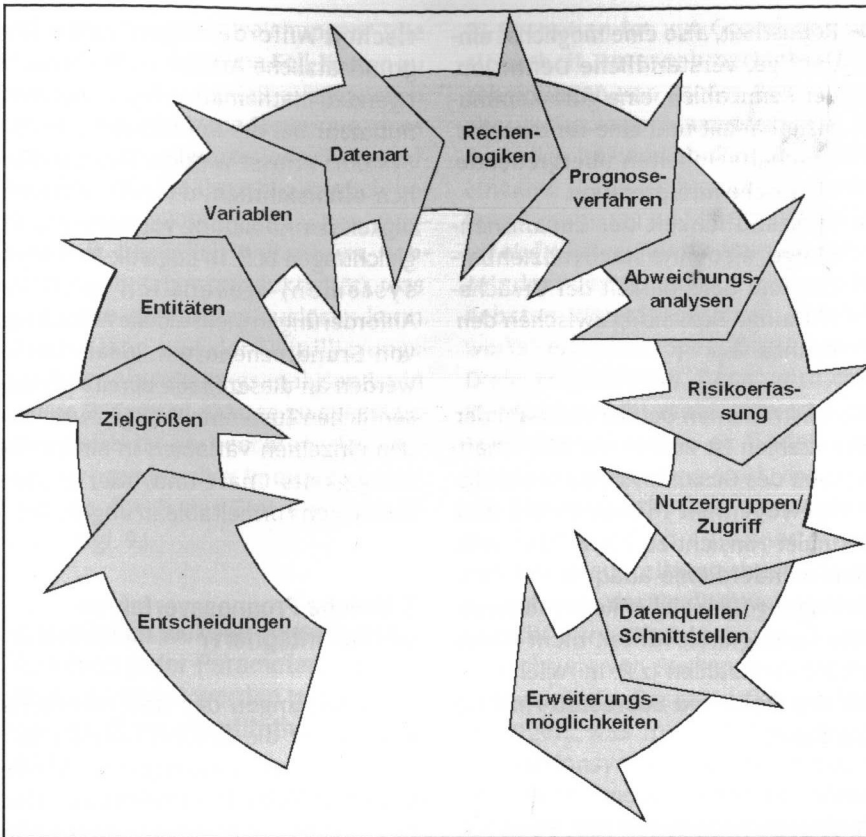 Entscheidungen
Zielgrößen
Entitäten
Variablen
Datenart
Rechen-
logiken
Prognose-
verfahren
Abweichungs-
analysen
Risikoerfas-
sung
Nutzergruppen/
Zugriff
Datenquellen/
Schnittstellen
Erweiterungs-
möglichkeiten